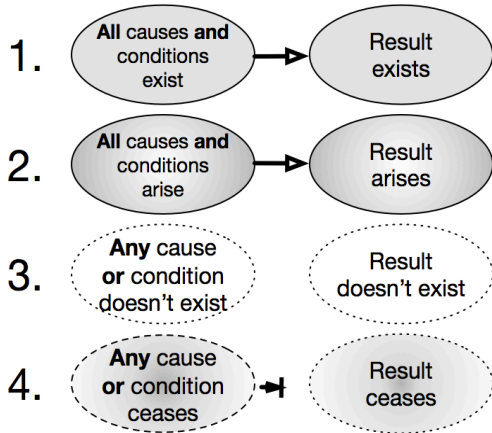 1.
All causes and
conditions
exist
Result
exists
2.
All causes and
conditions
arise
Result
arises
3.
Any cause
or condition
doesn't exist
Result
doesn't exist
4.
Any cause
or condition
ceases
Result
ceases